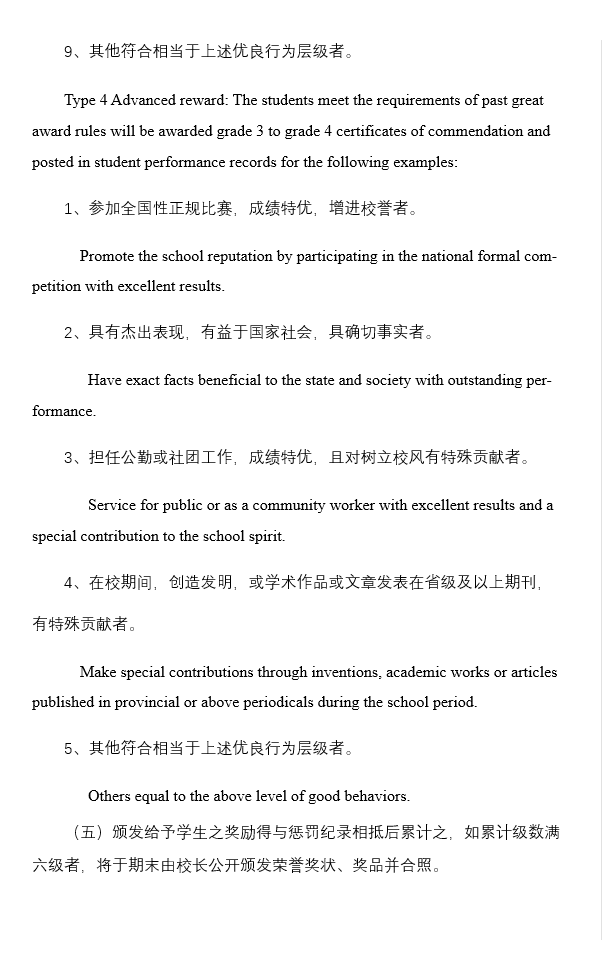 9、其他符合相当于上述优良行为层级者。
Type 4 Advanced reward: The students meet the requirements of past great
award rules will be awarded grade 3 to grade 4 certificates of commendation and
posted in student performance records for the following examples:
1、参加全国性正规比赛，成绩特优，增进校誉者。
Promote the school reputation by participating in the national formal com-
petition with excellent results.
2、具有杰出表现，有益于国家社会，具确切事实者。
Have exact facts beneficial to the state and society with outstanding per-
formance.
3、担任公勤或社团工作，成绩特优，且对树立校风有特殊贡献者。
Service for public or as a community worker with excellent results and a
special contribution to the school spirit.
4、在校期间，创造发明，或学术作品或文章发表在省级及以上期刊，
有特殊贡献者。
Make special contributions through inventions, academic works or articles
published in provincial or above periodicals during the school period.
5、其他符合相当于上述优良行为层级者。
Others equal to the above level of good behaviors.
（五）颁发给予学生之奖励得与惩罚纪录相抵后累计之，如累计级数满
六级者，将于期末由校长公开颁发荣誉奖状、奖品并合照。